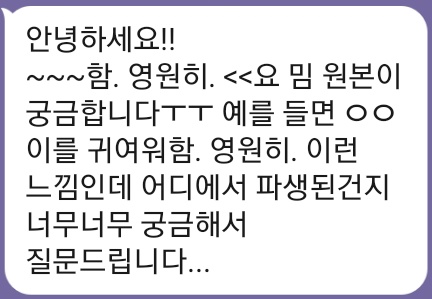 안녕하세요!!
~~~함. 영원히. <<요 밈 원본이
궁금합니다ㅜㅜ 예를 들면 ㅇㅇ
이를 귀여워함. 영원히. 이런
느낌인데 어디에서 파생된건지
너무너무 궁금해서
질문드립니다...